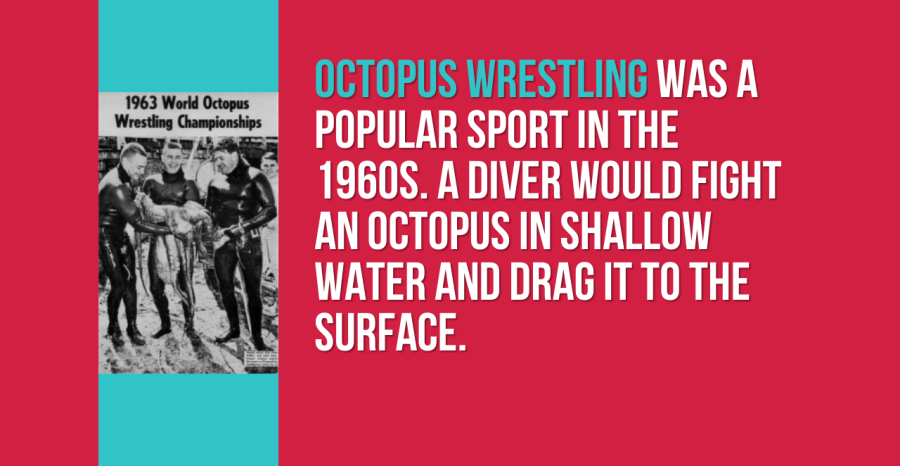 1963 World Octopus
Wrestling Championships
OCTOPUS WRESTLING WAS A
POPULAR SPORT IN THE
1960S. A DIVER WOULD FIGHT
AN OCTOPUS IN SHALLOW
WATER AND DRAG IT TO THE
SURFACE.